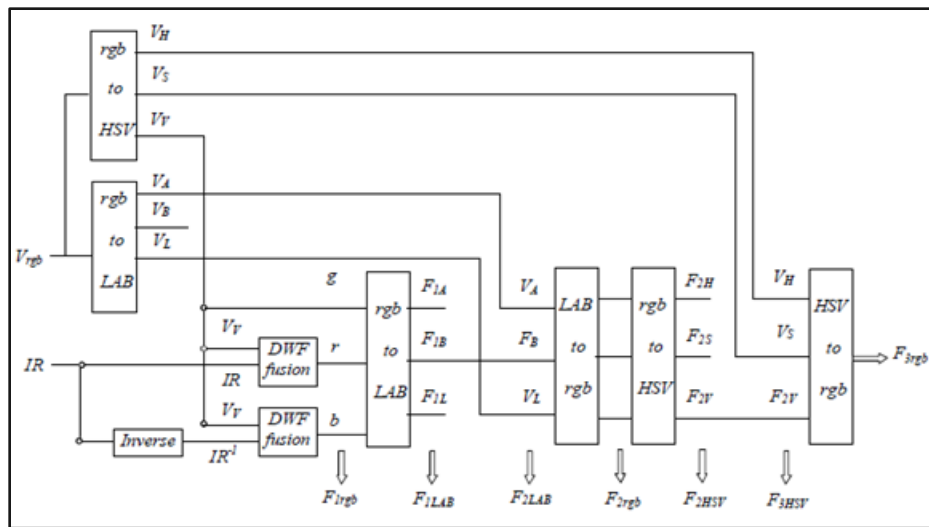 rgb
to
HSV
V_H
V_S
V_V
rgb
to
LAB
V_A
V_B
V_L
V_rgb
IR
Inverse
V_V
IR
V_V
IR^-1
DWF
fusion
DWF
fusion
g
r
b
rgb
to
LAB
F_1A
F_1B
F_1L
V_A
F_B
V_L
LAB
to
rgb
rgb
to
HSV
F_2H
F_2S
F_2V
V_H
V_S
F_2V
HSV
to
rgb
F_3rgb
F_1rgb
F_1LAB
F_2LAB
F_2rgb
F_2HSV
F_3HSV